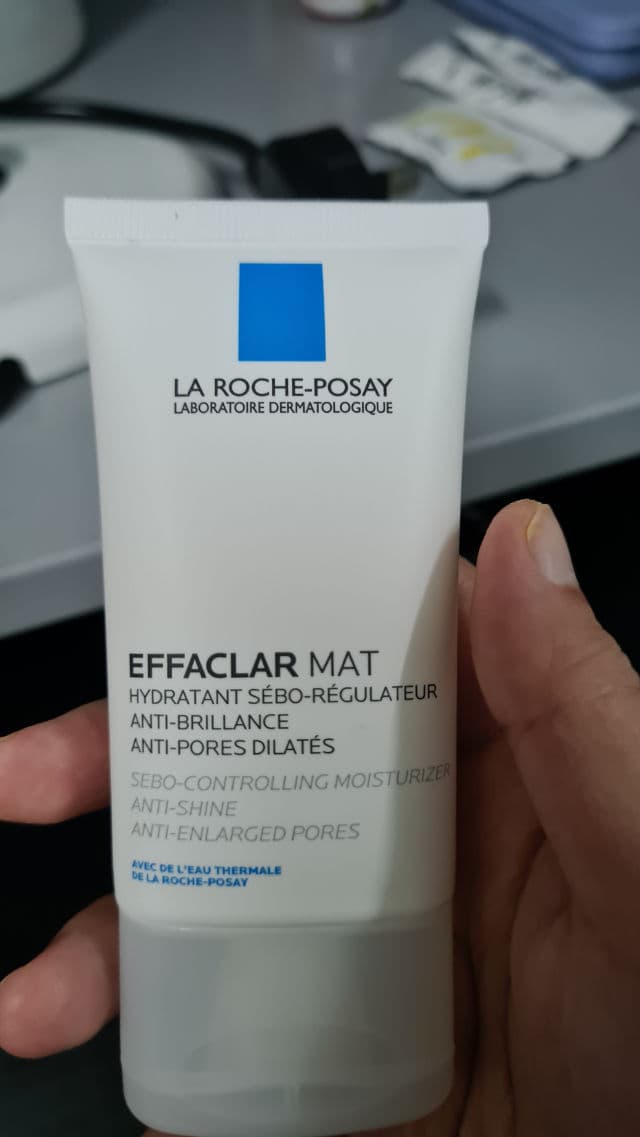 LA ROCHE-POSAY
LABORATOIRE DERMATOLOGIQUE
EFFACLAR MAT
HYDRATANT SÉBO-RÉGULATEUR
ANTI-BRILLANCE
ANTI-PORES DILATÉS
SEBO-CONTROLLING MOISTURIZER
ANTI-SHINE
ANTI-ENLARGED PORES
AVEC DE L'EAU THERMALE
DE LA ROCHE-POSAY